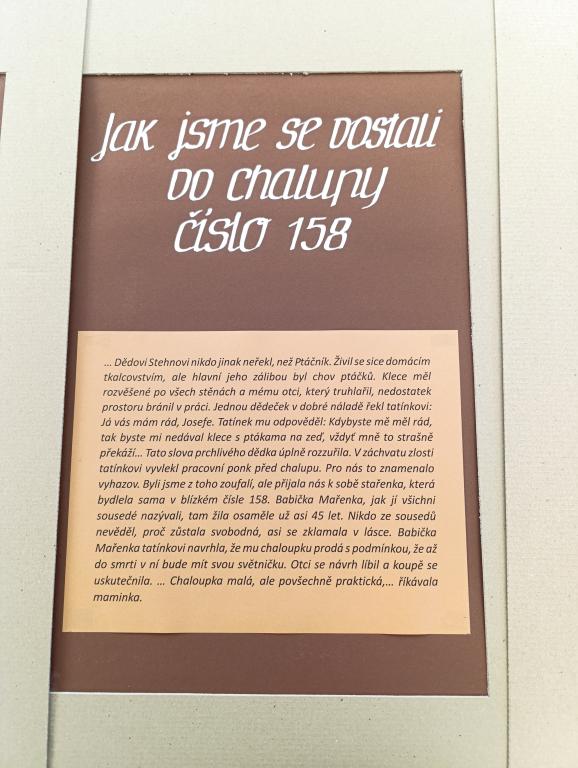 Jak jsme se dostali
do chalupy
číslo 158
... Dědovi Stehnovi nikdo jinak neřekl, než Ptáčník. Živil se sice domácím
tkalcovstvím, ale hlavní jeho zálibou byl chov ptáčků. Klece měl
rozvěšené po všech stěnách a mému otci, který truhlařil, nedostatek
prostoru bránil v práci. Jednou dědeček v dobré náladě řekl tatínkovi:
Já vás mám rád, Josefe. Tatínek mu odpověděl: Kdybyste mě měl rád,
tak byste mi nedával klece s ptákama na zeď, vždyť mně to strašně
překáží... Tato slova prchlivého dědka úplně rozzuřila. V záchvatu zlosti
tatínkovi vyvlekl pracovní ponk před chalupu. Pro nás to znamenalo
vyhazov. Byli jsme z toho zoufalí, ale přijala nás k sobě stařenka, která
bydlela sama v blízkém čísle 158. Babička Mařenka, jak jí všichni
sousedé nazývali, tam žila osaměle už asi 45 let. Nikdo ze sousedů
nevěděl, proč zůstala svobodná, asi se zklamala v lásce. Babička
Mařenka tatínkovi navrhla, že mu chaloupku prodá s podmínkou, že až
do smrti v ní bude mít svou světničku. Otci se návrh líbil a koupě se
uskutečnila. ... Chaloupka malá, ale povšechně praktická,... říkávala
maminka.